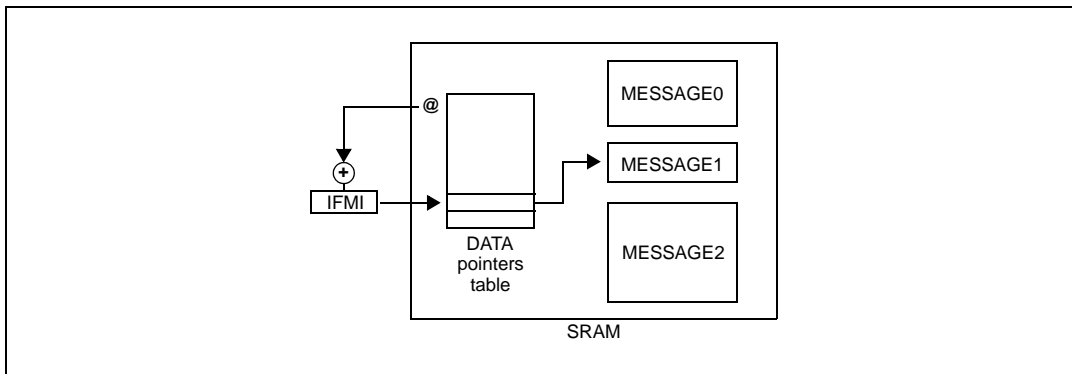 @
+
IFMI
DATA
pointers
table
MESSAGE0
MESSAGE1
MESSAGE2
SRAM